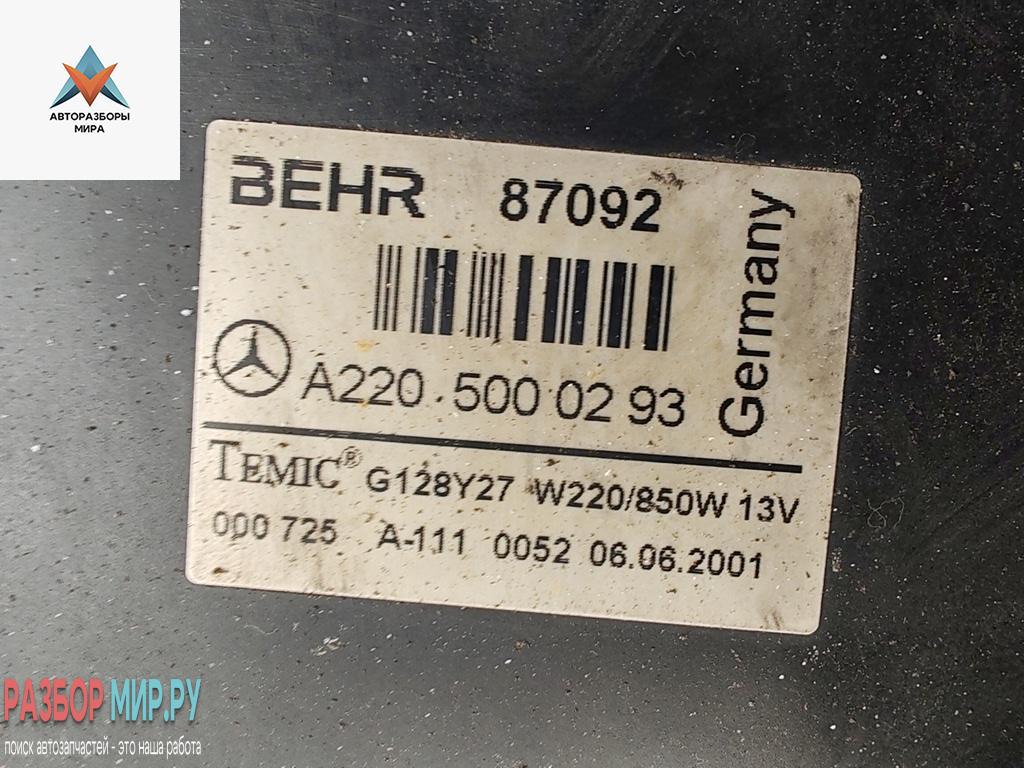 АВТОРАЗБОРЫ
МИРА
BEHR 87092
Germany
A220 . 500 02 93
TEMIC® G128Y27 W220/850W 13V
000 725 A-111 0052 06.06.2001
РАЗБОР МИР.РУ
поиск автозапчастей - это наша работа